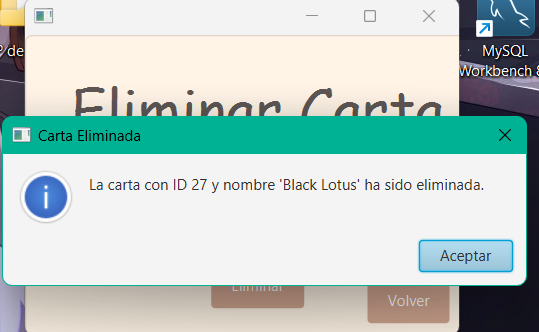 MySQL
Workbench 8
Eliminar Carta
Carta Eliminada
La carta con ID 27 y nombre 'Black Lotus' ha sido eliminada.
Aceptar
Eliminar
Volver